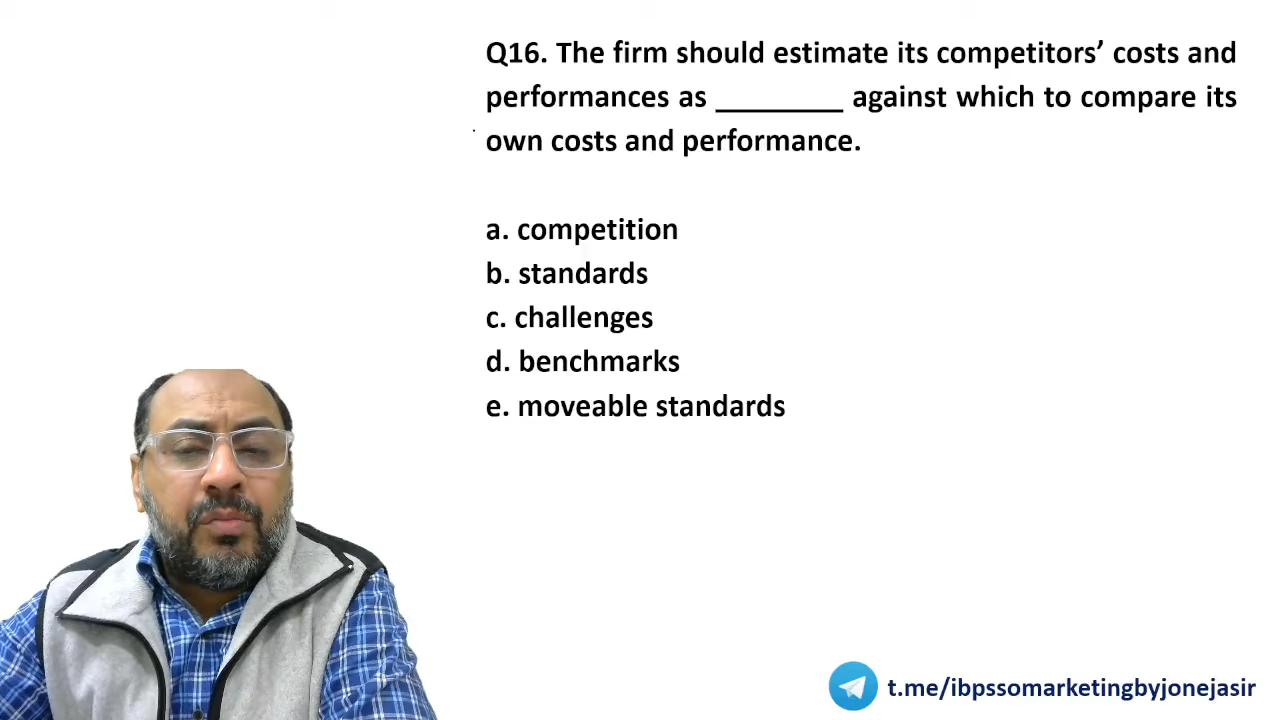 Q16. The firm should estimate its competitors’ costs and
performances as ________ against which to compare its
own costs and performance.
a. competition
b. standards
c. challenges
d. benchmarks
e. moveable standards
t.me/ibpssomarketingbyjonejasir